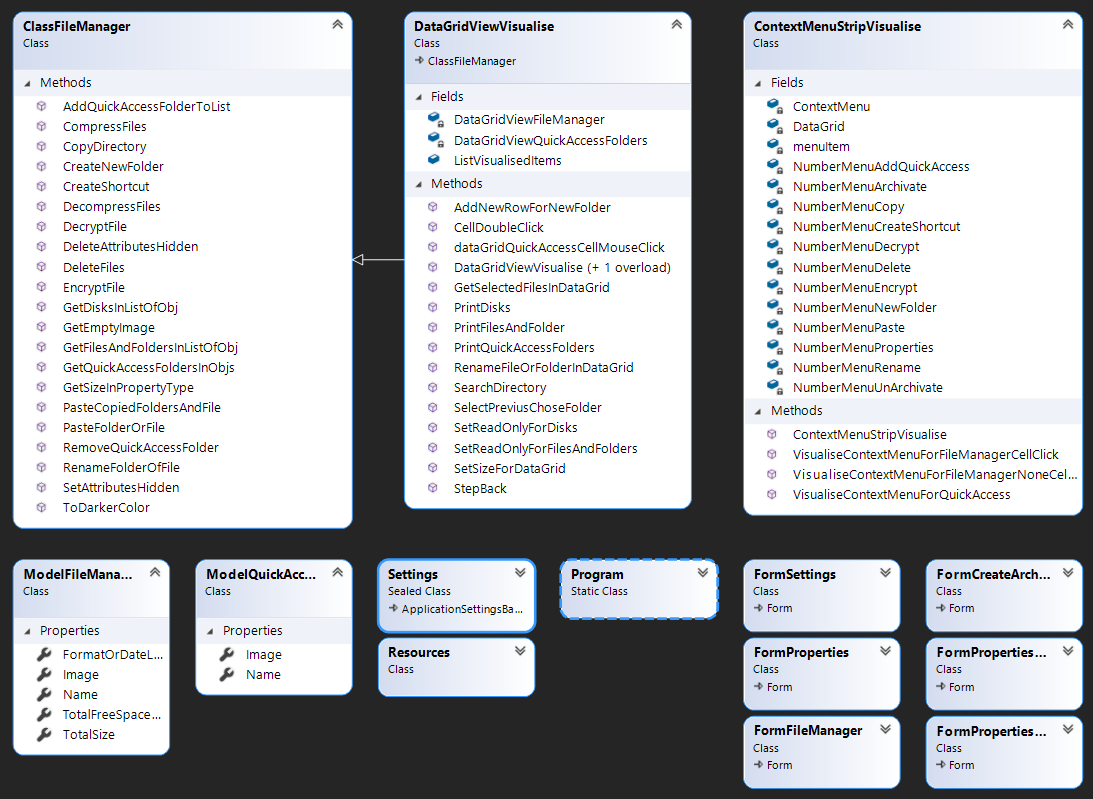 ClassFileManager
Class
Methods
AddQuickAccessFolderToList
CompressFiles
CopyDirectory
CreateNewFolder
CreateShortcut
DecompressFiles
DecryptFile
DeleteAttributesHidden
DeleteFiles
EncryptFile
GetDisksInListOfObj
GetEmptyImage
GetFilesAndFoldersInListOfObj
GetQuickAccessFoldersInObjs
GetSizeInPropertyType
PasteCopiedFoldersAndFile
PasteFolderOrFile
RemoveQuickAccessFolder
RenameFolderOfFile
SetAttributesHidden
ToDarkerColor
DataGridViewVisualise
Class
ClassFileManager
Fields
DataGridViewFileManager
DataGridViewQuickAccessFolders
ListVisualisedItems
Methods
AddNewRowForNewFolder
CellDoubleClick
dataGridQuickAccessCellMouseClick
DataGridViewVisualise (+ 1 overload)
GetSelectedFilesInDataGrid
PrintDisks
PrintFilesAndFolder
PrintQuickAccessFolders
RenameFileOrFolderInDataGrid
SearchDirectory
SelectPreviusChoseFolder
SetReadOnlyForDisks
SetReadOnlyForFilesAndFolders
SetSizeForDataGrid
StepBack
ContextMenuStripVisualise
Class
Fields
ContextMenu
DataGrid
menuItem
NumberMenuAddQuickAccess
NumberMenuArchivate
NumberMenuCopy
NumberMenuCreateShortcut
NumberMenuDecrypt
NumberMenuDelete
NumberMenuEncrypt
NumberMenuNewFolder
NumberMenuPaste
NumberMenuProperties
NumberMenuRename
NumberMenuUnArchivate
Methods
ContextMenuStripVisualise
VisualiseContextMenuForFileManagerCellClick
VisualiseContextMenuForFileManagerNoneCel...
VisualiseContextMenuForQuickAccess
ModelFileMana...
Class
Properties
FormatOrDateL...
Image
Name
TotalFreeSpace...
TotalSize
ModelQuickAcc...
Class
Properties
Image
Name
Settings
Sealed Class
ApplicationSettingsBa...
Resources
Class
Program
Static Class
FormSettings
Class
Form
FormProperties
Class
Form
FormFileManager
Class
Form
FormCreateArch...
Class
Form
FormProperties...
Class
Form
FormProperties...
Class
Form